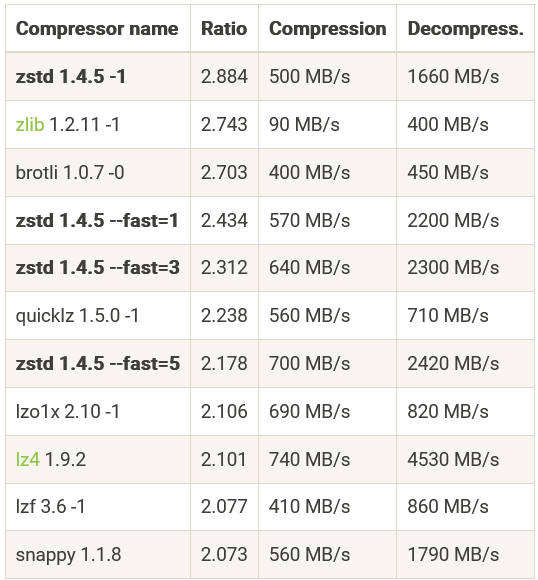 Compressor name Ratio Compression Decompress.
zstd 1.4.5 -1 2.884 500 MB/s 1660 MB/s
zlib 1.2.11 -1 2.743 90 MB/s 400 MB/s
brotli 1.0.7 -0 2.703 400 MB/s 450 MB/s
zstd 1.4.5 --fast=1 2.434 570 MB/s 2200 MB/s
zstd 1.4.5 --fast=3 2.312 640 MB/s 2300 MB/s
quicklz 1.5.0 -1 2.238 560 MB/s 710 MB/s
zstd 1.4.5 --fast=5 2.178 700 MB/s 2420 MB/s
lzo1x 2.10 -1 2.106 690 MB/s 820 MB/s
lz4 1.9.2 2.101 740 MB/s 4530 MB/s
lzf 3.6 -1 2.077 410 MB/s 860 MB/s
snappy 1.1.8 2.073 560 MB/s 1790 MB/s